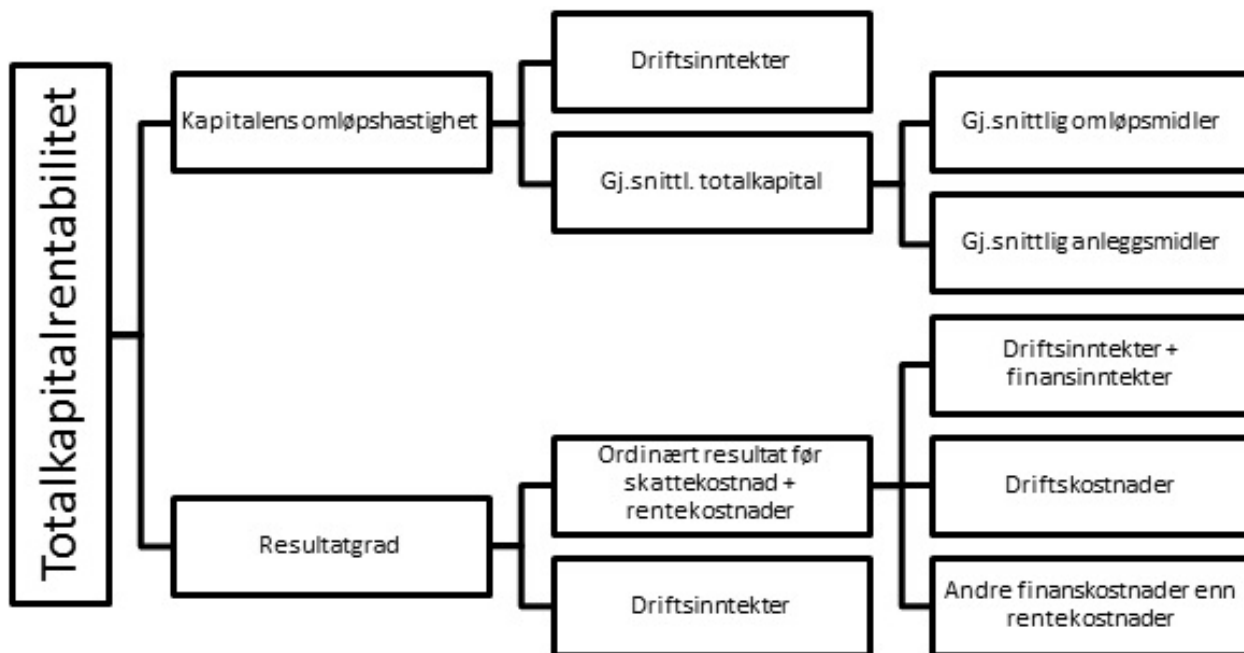 Totalkapitalrentabilitet
Kapitalens omløpshastighet
Driftsinntekter
Gj.snittl. totalkapital
Gj.snittlig omløpsmidler
Gj.snittlig anleggsmidler
Resultatgrad
Ordinært resultat før
skattekostnad +
rentekostnader
Driftsinntekter
Driftsinntekter +
finansinntekter
Driftskostnader
Andre finanskostnader enn
rentekostnader